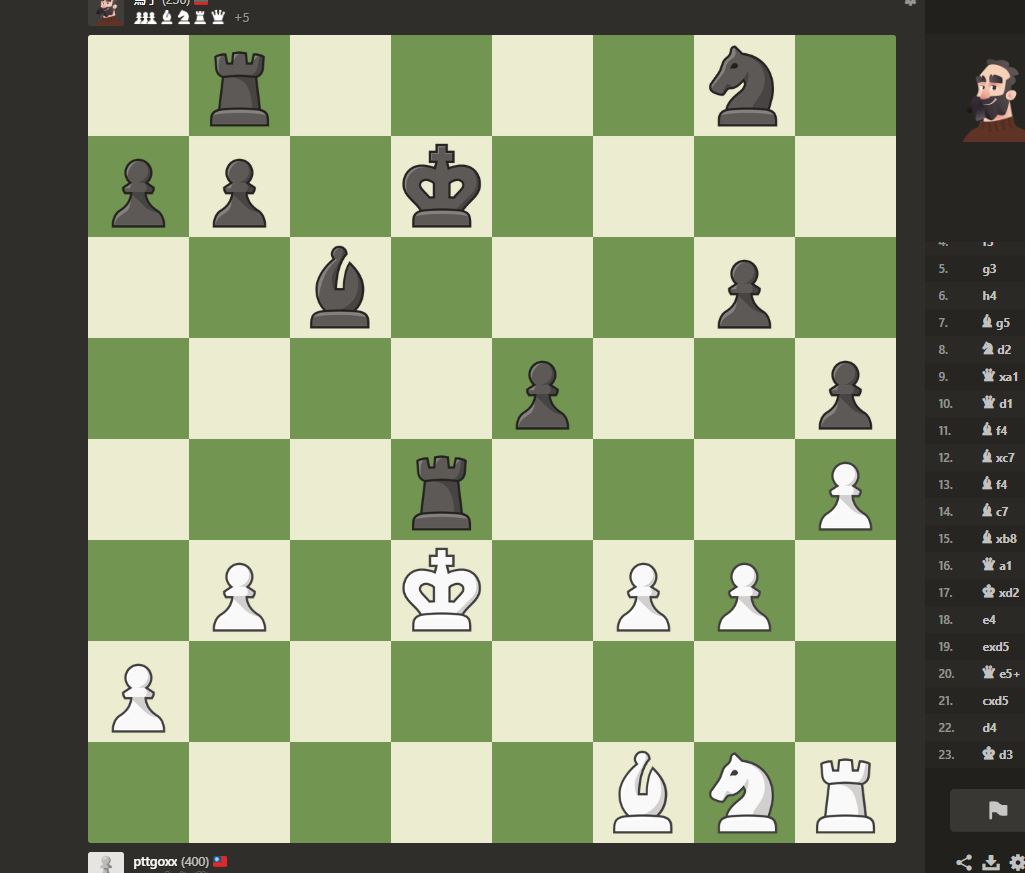 (250)
+5
5. g3
6. h4
7. g5
8. d2
9. xa1
10. d1
11. f4
12. xc7
13. f4
14. c7
15. xb8
16. a1
17. xd2
18. e4
19. exd5
20. e5+
21. cxd5
22. d4
23. d3
pttgoxx (400)